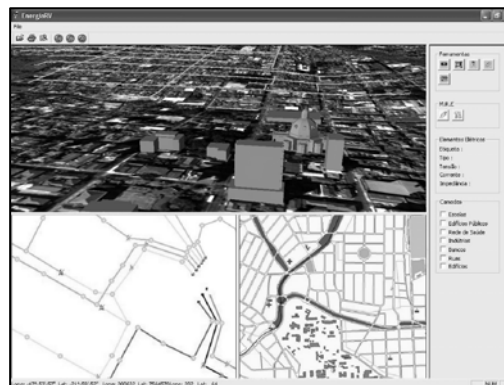 EnergiaRV
File
Ferramentas
M.R.E
Elementos Elétricos
Etiqueta :
Tipo :
Tensão :
Corrente :
Impedância :
Camadas
Escolas
Edifícios Públicos
Rede de Saúde
Indústrias
Bancos
Ruas
Edifícios
NUM